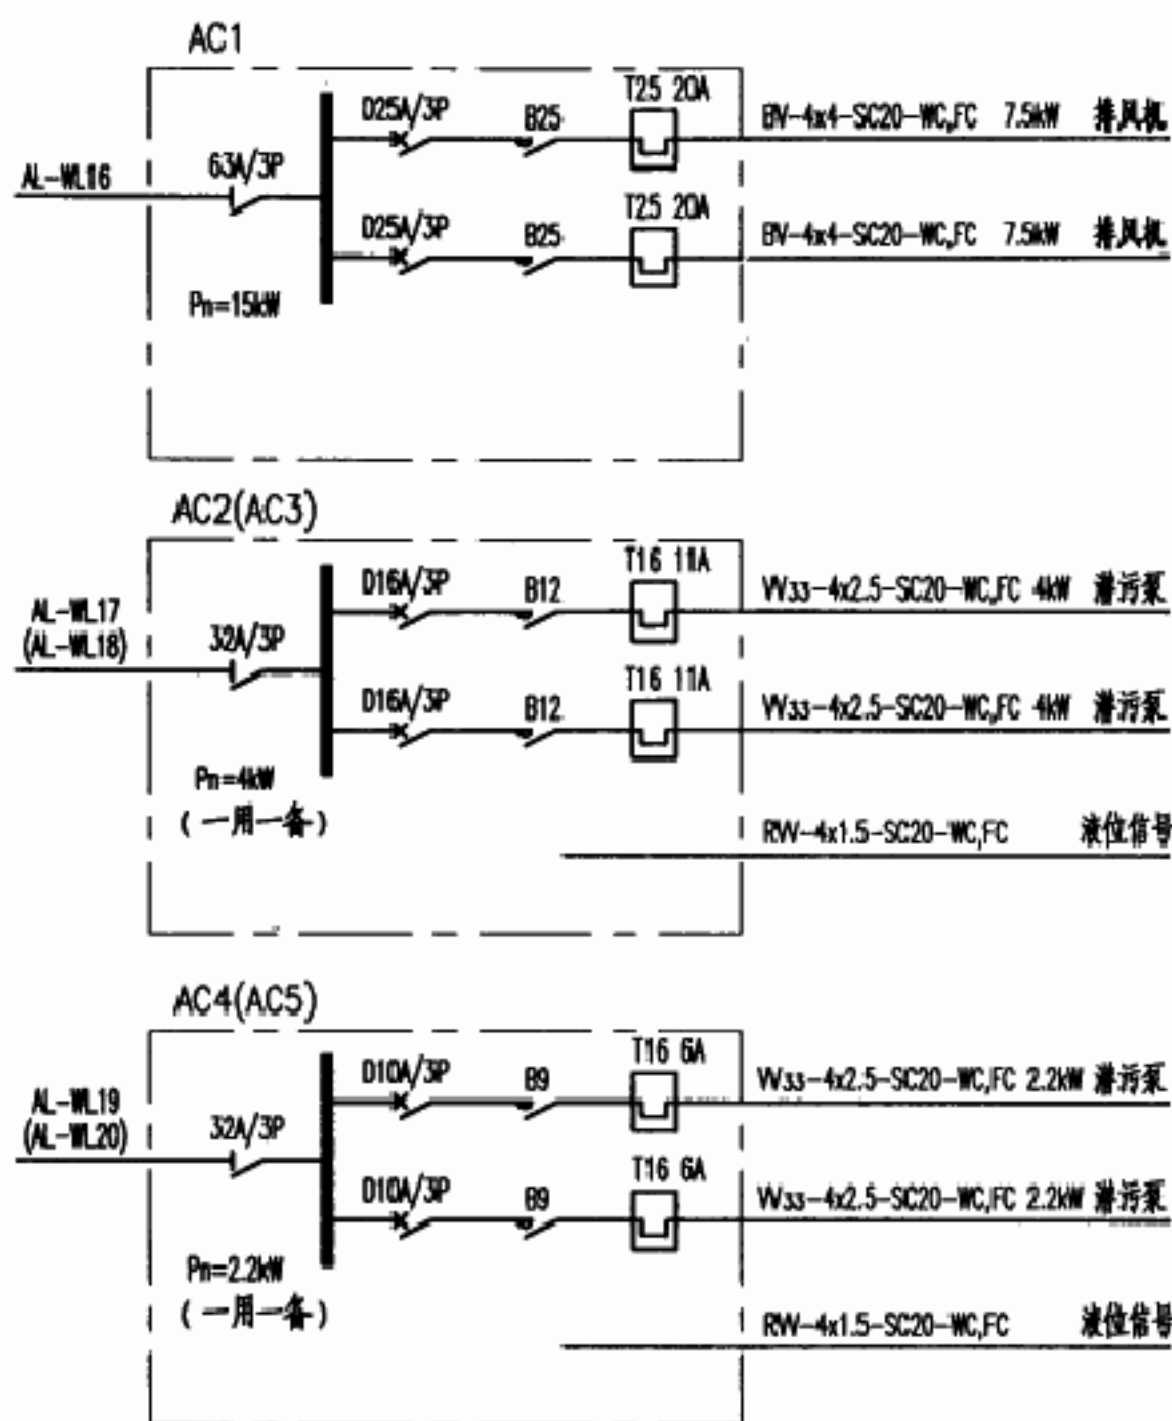 AC1
T25 20A
D25A/3P B25 BV-4x4-SC20-WC,FC 7.5kW 排风机
AL-WL16 63A/3P
T25 20A
D25A/3P B25 BV-4x4-SC20-WC,FC 7.5kW 排风机
Pn=15kW
AC2(AC3)
T16 11A
D16A/3P B12 VV33-4x2.5-SC20-WC,FC 4kW 潜污泵
AL-WL17
(AL-WL18) 32A/3P
T16 11A
D16A/3P B12 VV33-4x2.5-SC20-WC,FC 4kW 潜污泵
Pn=4kW
(一用一备)
RVV-4x1.5-SC20-WC,FC 液位信号
AC4(AC5)
T16 6A
D10A/3P B9 VV33-4x2.5-SC20-WC,FC 2.2kW 潜污泵
AL-WL19
(AL-WL20) 32A/3P
T16 6A
D10A/3P B9 VV33-4x2.5-SC20-WC,FC 2.2kW 潜污泵
Pn=2.2kW
(一用一备)
RVV-4x1.5-SC20-WC,FC 液位信号